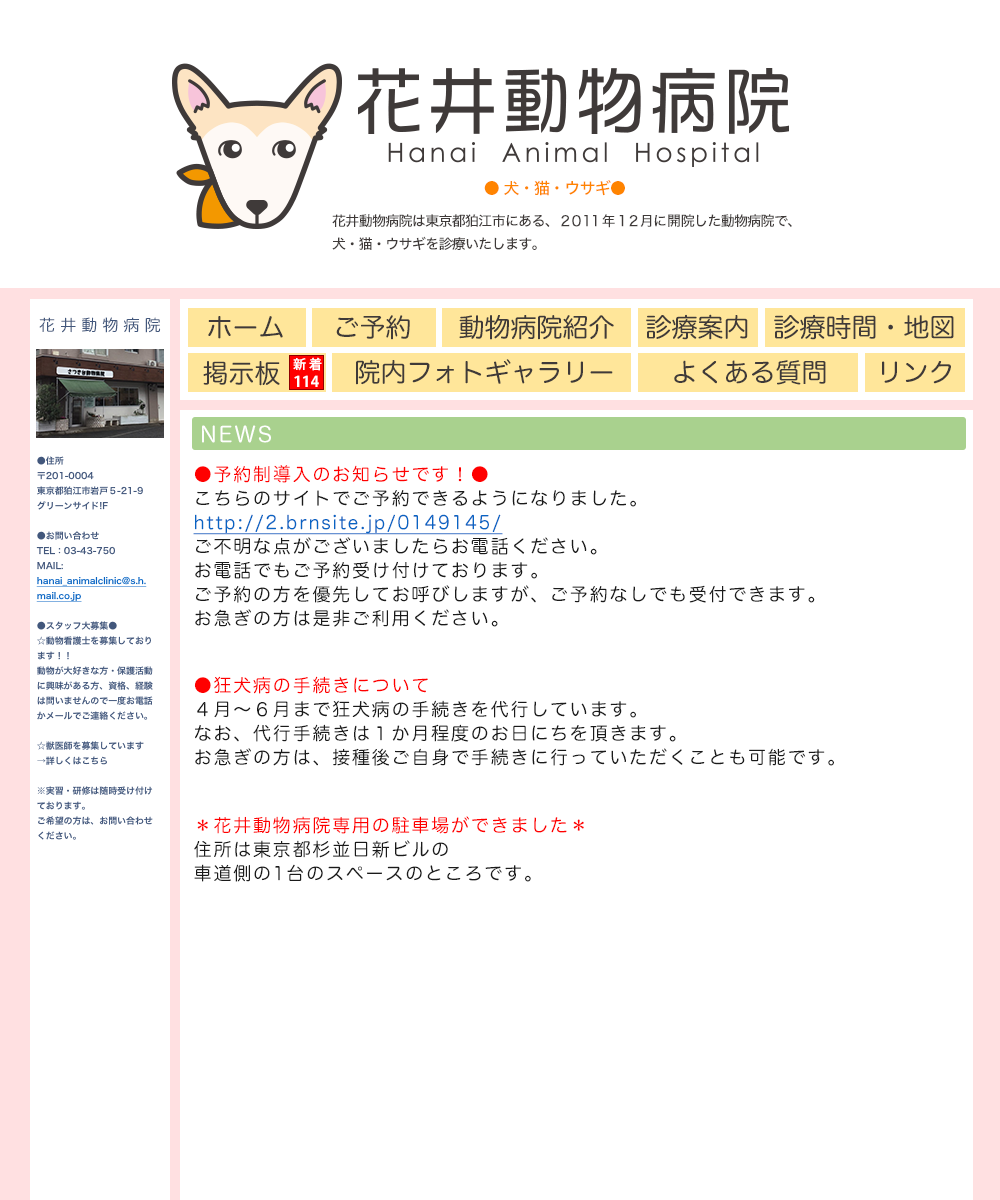 花井動物病院
Hanai Animal Hospital
● 犬・猫・ウサギ●
花井動物病院は東京都狛江市にある、２０１１年１２月に開院した動物病院で、
犬・猫・ウサギを診療いたします。
花井動物病院
●住所
〒201-0004
東京都狛江市岩戸５-21-9
グリーンサイド!F
●お問い合わせ
TEL：03-43-750
MAIL:
hanai_animalclinic@s.h.
mail.co.jp
●スタッフ大募集●
☆動物看護士を募集しており
ます！！
動物が大好きな方・保護活動
に興味がある方、資格、経験
は問いませんので一度お電話
かメールでご連絡ください。
☆獣医師を募集しています
→詳しくはこちら
※実習・研修は随時受け付け
ております。
ご希望の方は、お問い合わせ
ください。
ホーム
ご予約
動物病院紹介
診療案内
診療時間・地図
掲示板
新着
114
院内フォトギャラリー
よくある質問
リンク
NEWS
●予約制導入のお知らせです！●
こちらのサイトでご予約できるようになりました。
http://2.brnsite.jp/0149145/
ご不明な点がございましたらお電話ください。
お電話でもご予約受け付けております。
ご予約の方を優先してお呼びしますが、ご予約なしでも受付できます。
お急ぎの方は是非ご利用ください。
●狂犬病の手続きについて
４月〜６月まで狂犬病の手続きを代行しています。
なお、代行手続きは１か月程度のお日にちを頂きます。
お急ぎの方は、接種後ご自身で手続きに行っていただくことも可能です。
＊花井動物病院専用の駐車場ができました＊
住所は東京都杉並日新ビルの
車道側の1台のスペースのところです。